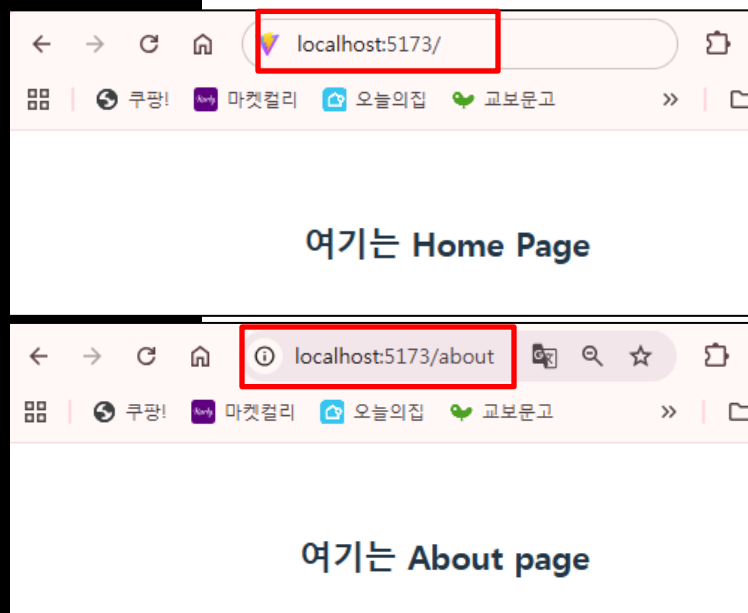 localhost:5173/
쿠팡! 마켓컬리 오늘의집 교보문고 »
여기는 Home Page
localhost:5173/about
쿠팡! 마켓컬리 오늘의집 교보문고 »
여기는 About page